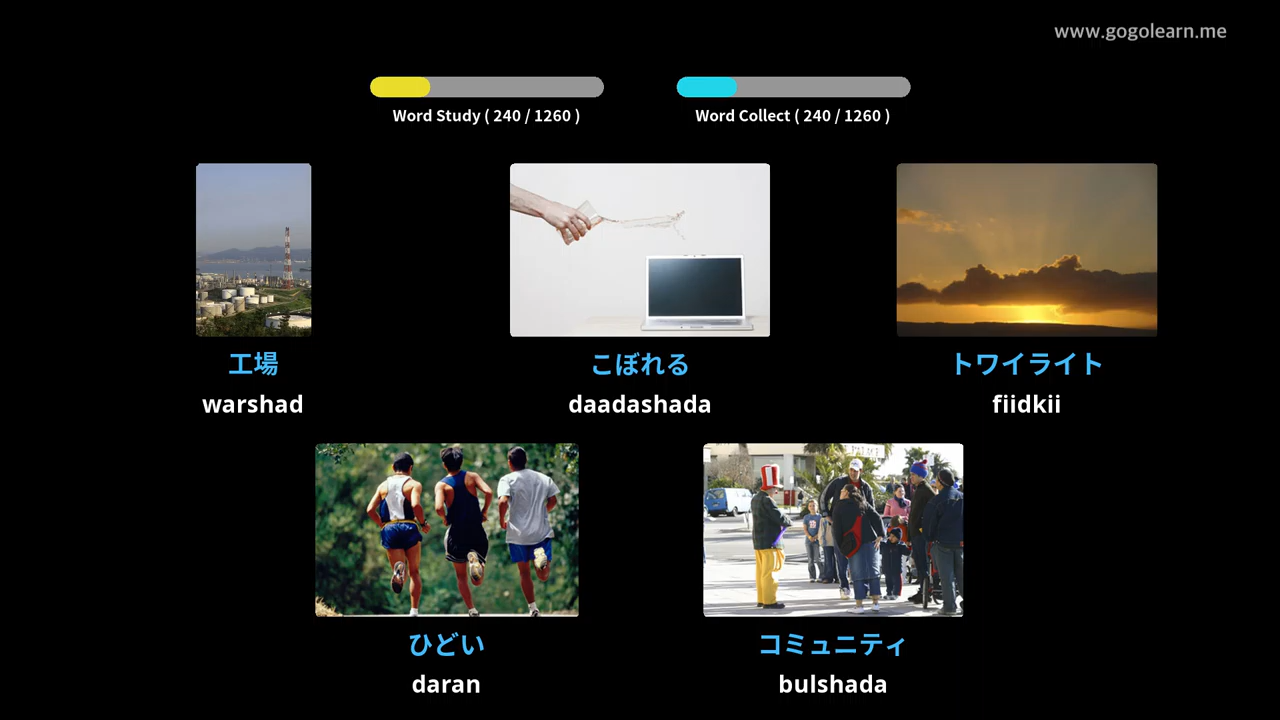 www.gogolearn.me
Word Study ( 240 / 1260 )
Word Collect ( 240 / 1260 )
工場
warshad
こぼれる
daadashada
トワイライト
fiidkii
ひどい
daran
コミュニティ
bulshada